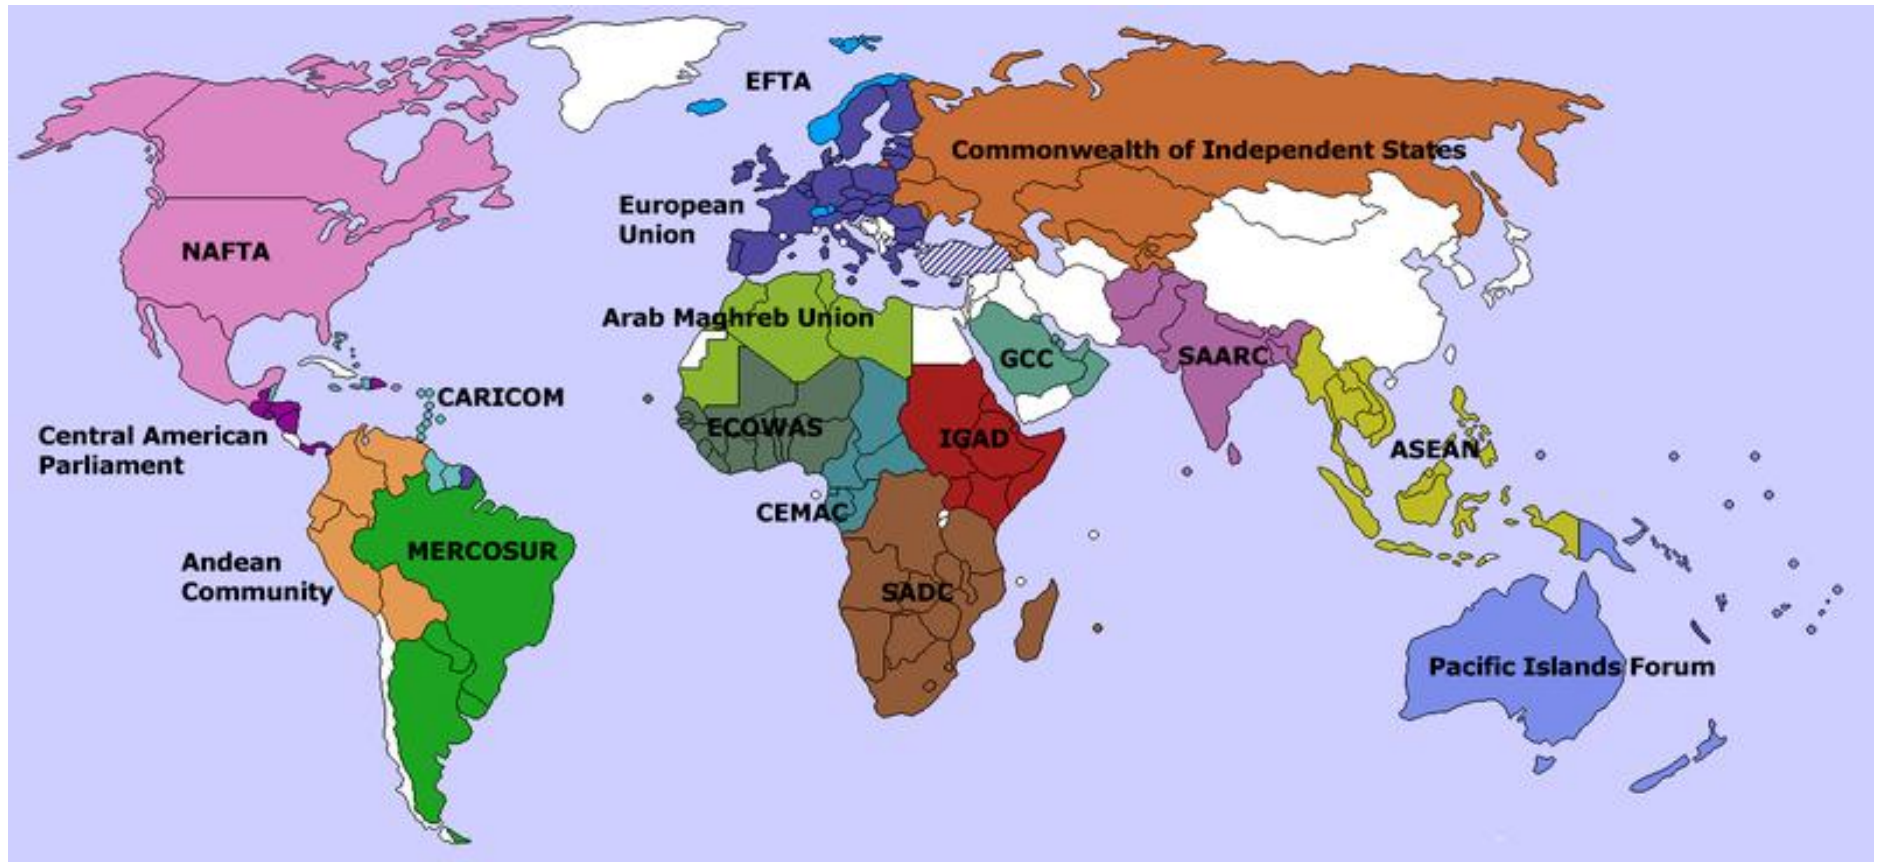 EFTA
Commonwealth of Independent States
European
Union
NAFTA
Arab Maghreb Union
GCC
SAARC
CARICOM
Central American
Parliament
ECOWAS
IGAD
ASEAN
CEMAC
MERCOSUR
Andean
Community
SADC
Pacific Islands Forum